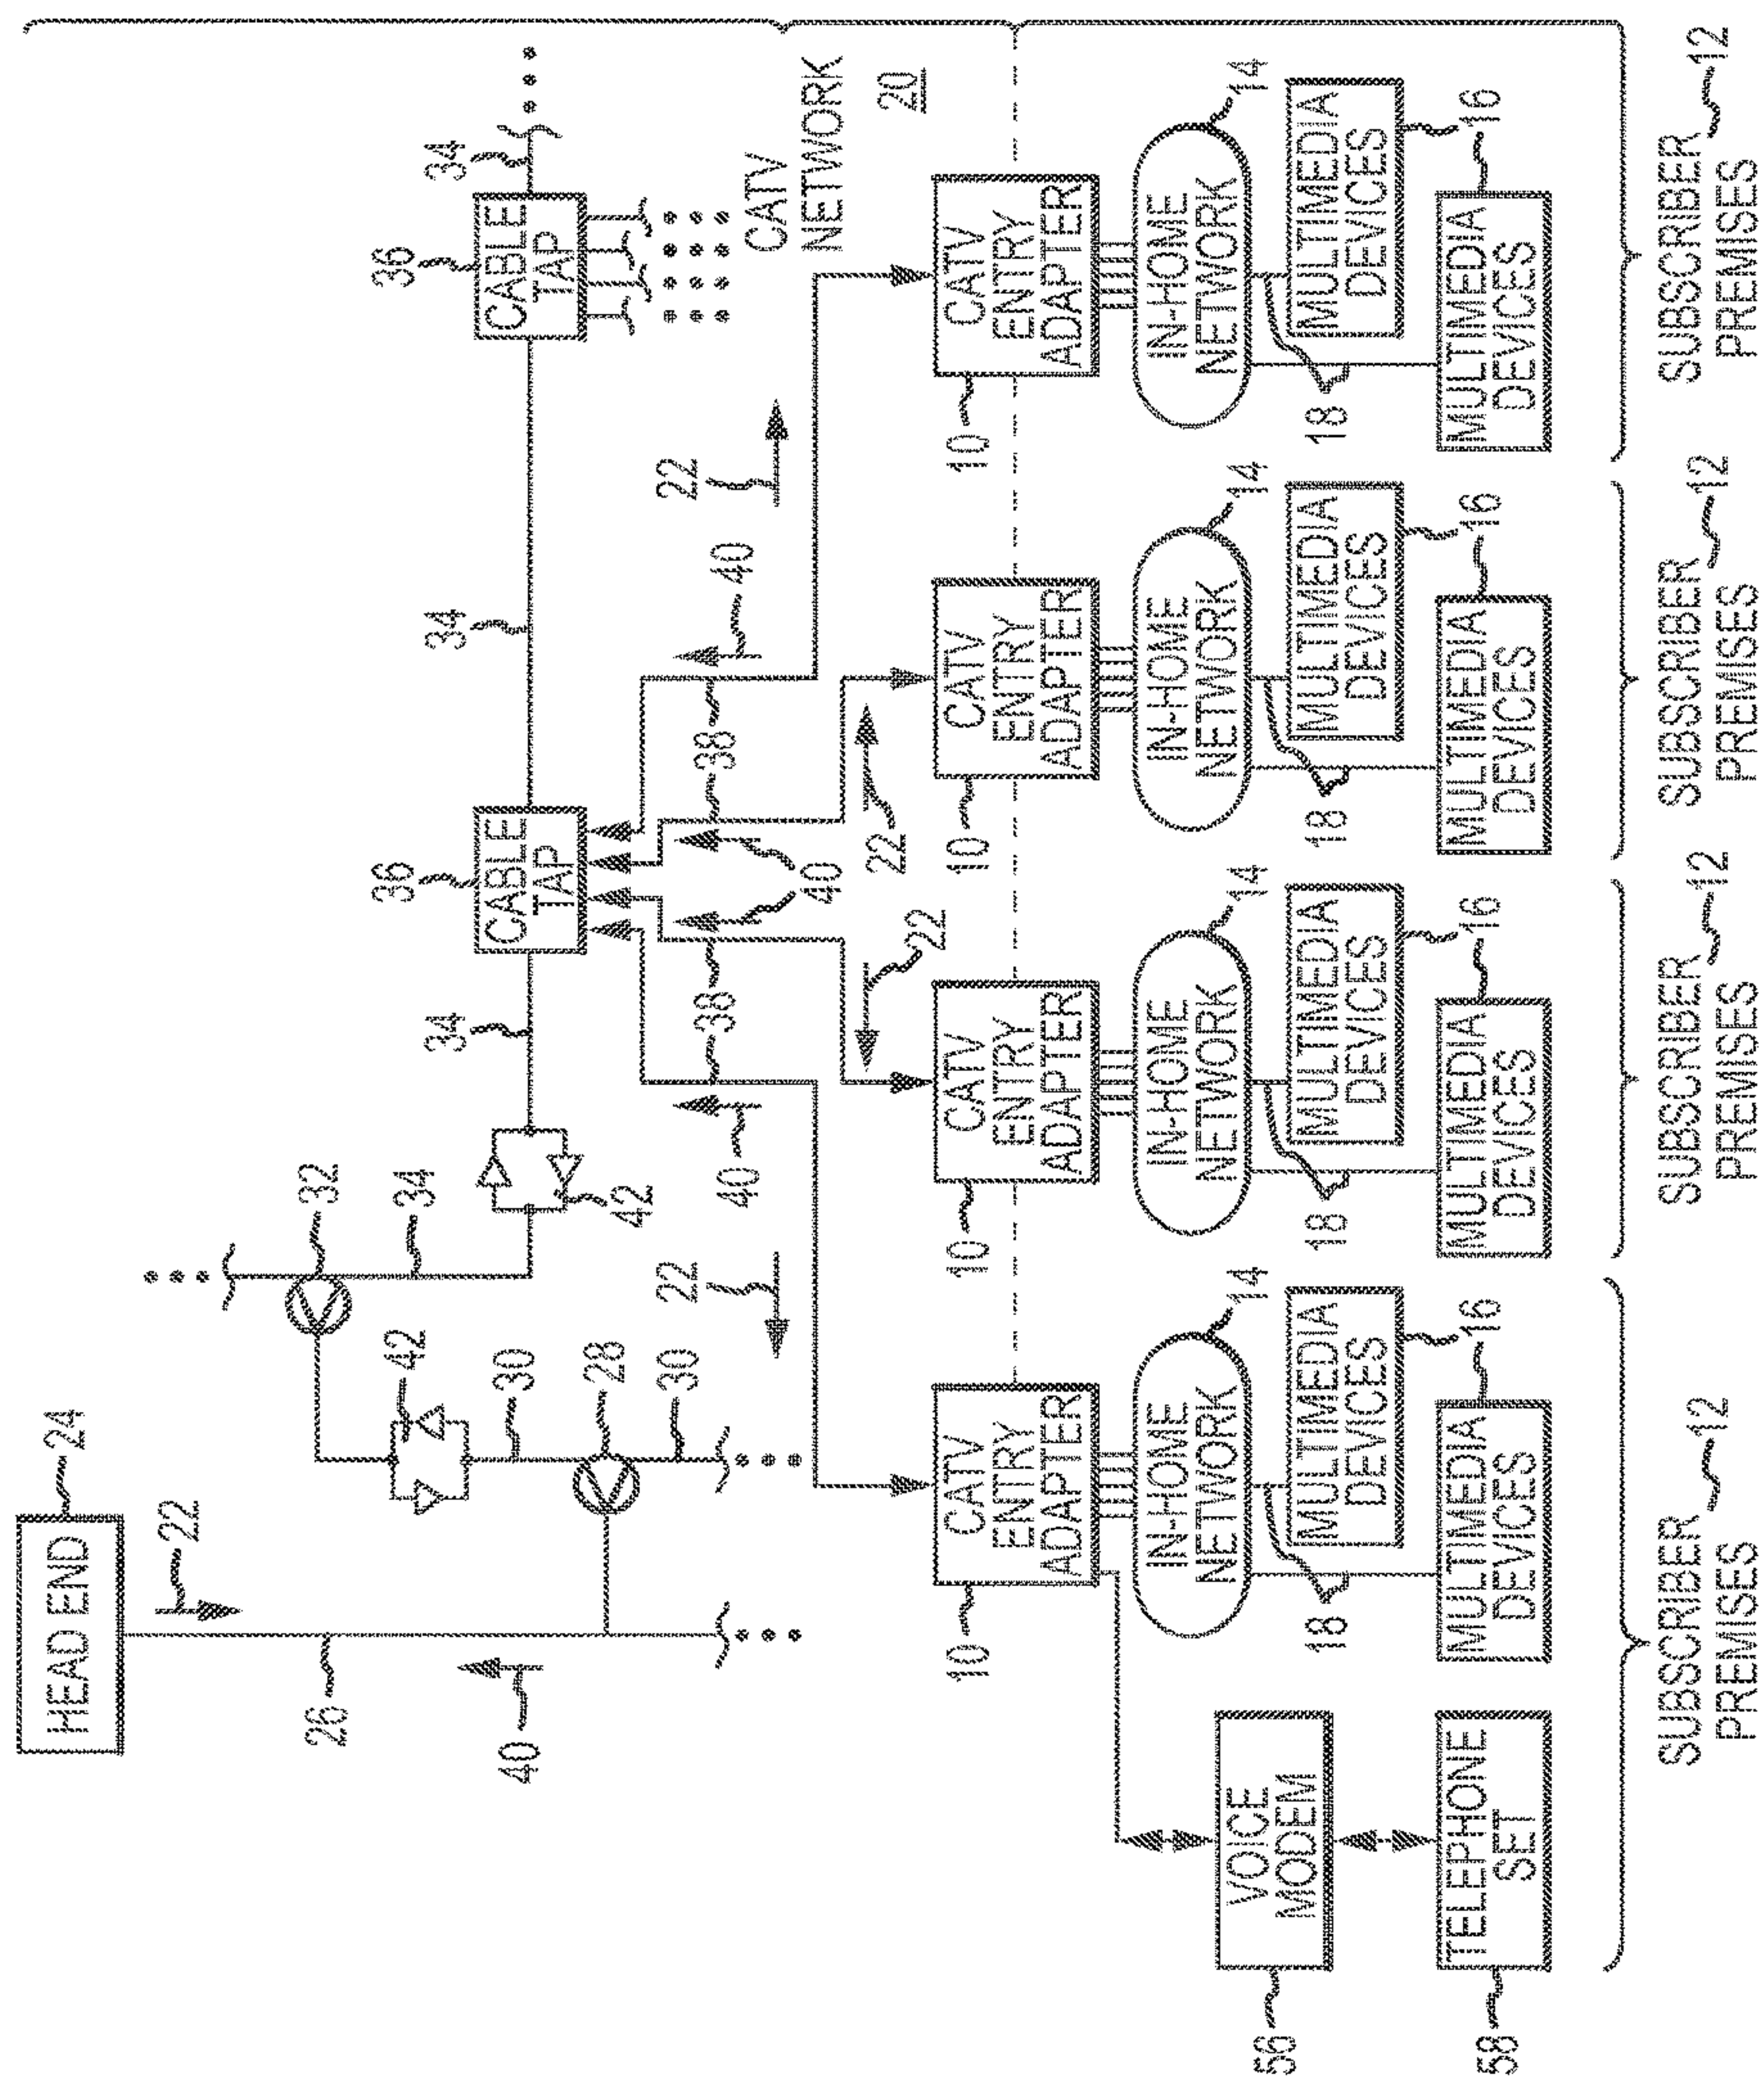 HEAD END
24
22
26
40
32
34
42
30
28
30
42
22
34
36
CABLE
TAP
34
36
CABLE
TAP
34
38
38
40
40
40
22
22
22
CATV
NETWORK
20
10
CATV
ENTRY
ADAPTER
10
CATV
ENTRY
ADAPTER
10
CATV
ENTRY
ADAPTER
10
CATV
ENTRY
ADAPTER
IN-HOME
NETWORK
14
IN-HOME
NETWORK
14
IN-HOME
NETWORK
14
IN-HOME
NETWORK
14
56
VOICE
MODEM
18
MULTIMEDIA
DEVICES
16
18
MULTIMEDIA
DEVICES
16
18
MULTIMEDIA
DEVICES
16
18
MULTIMEDIA
DEVICES
16
58
TELEPHONE
SET
MULTIMEDIA
DEVICES
MULTIMEDIA
DEVICES
MULTIMEDIA
DEVICES
MULTIMEDIA
DEVICES
SUBSCRIBER
PREMISES
12
SUBSCRIBER
PREMISES
12
SUBSCRIBER
PREMISES
12
SUBSCRIBER
PREMISES
12